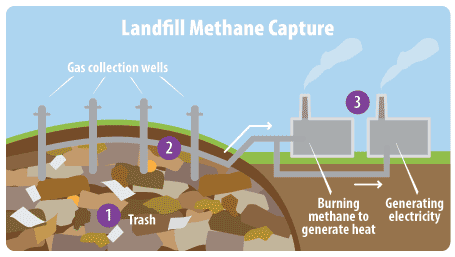 Landfill Methane Capture
Gas collection wells
3
2
1
Trash
Burning
methane to
generate heat
Generating
electricity